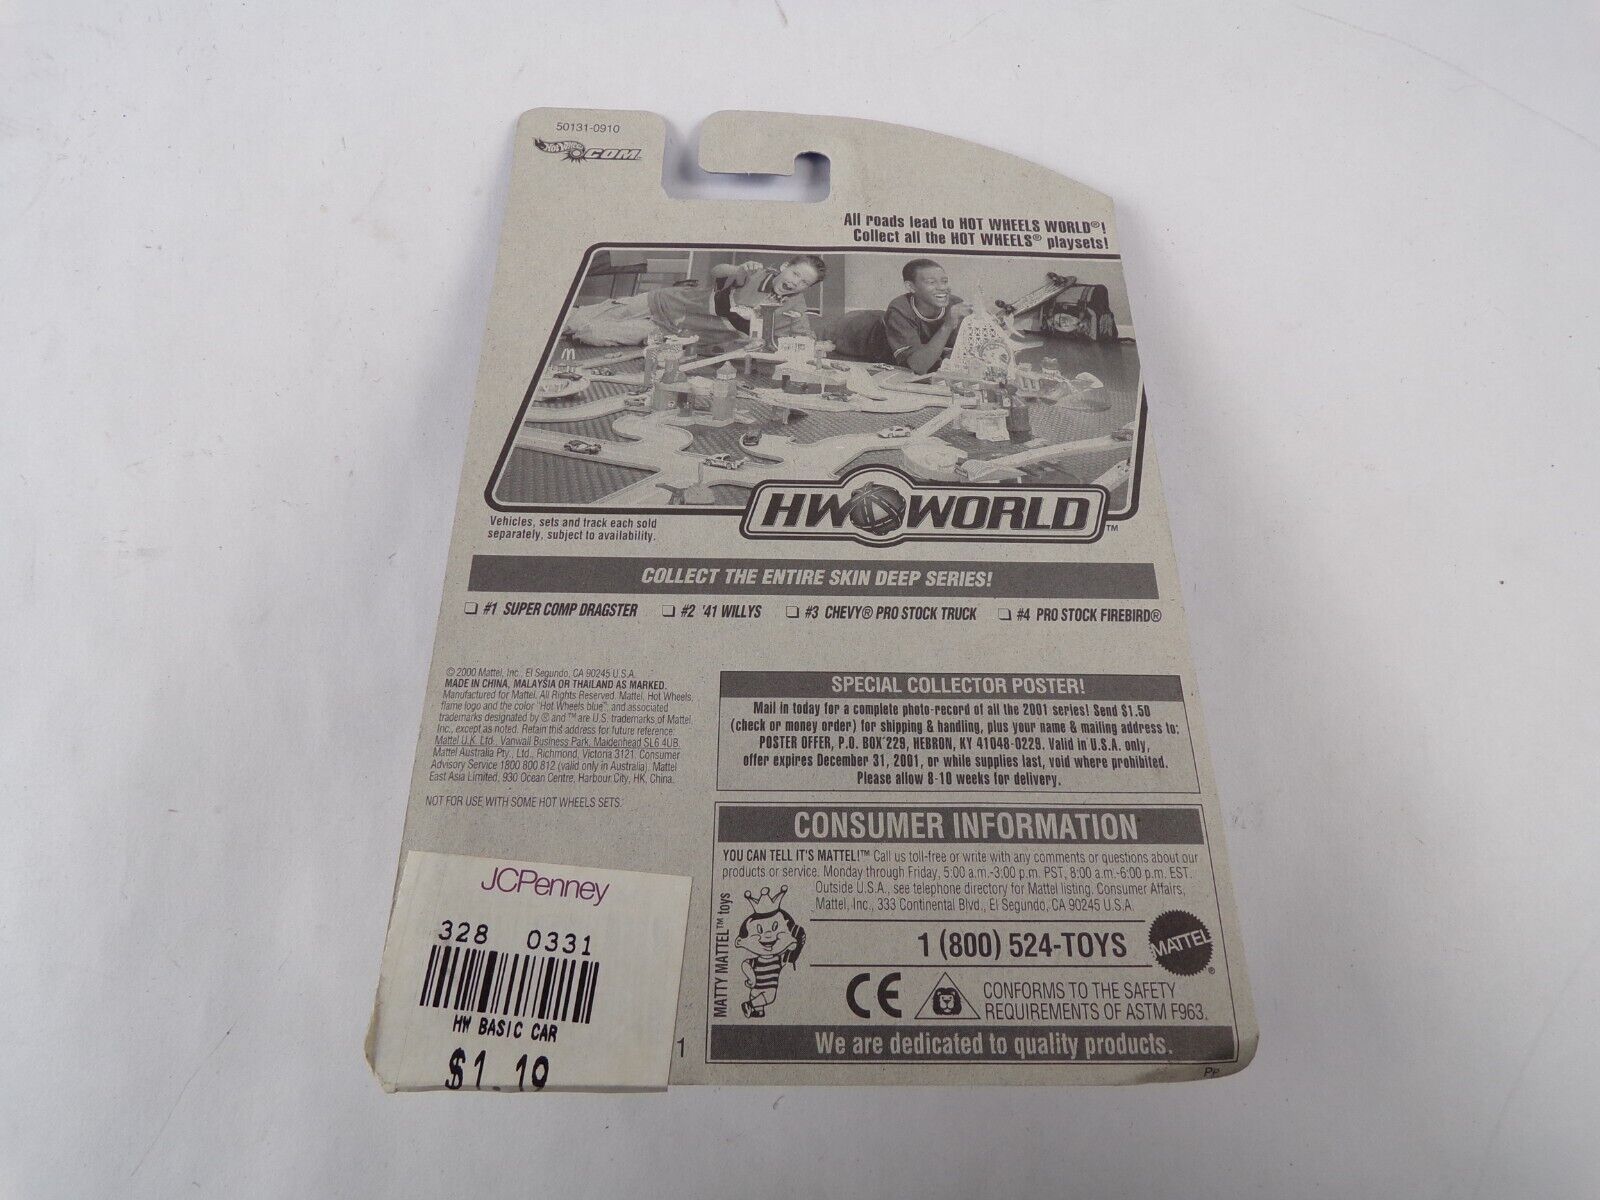 50131-0910
Hot Wheels .COM
All roads lead to HOT WHEELS WORLD®!
Collect all the HOT WHEELS® playsets!
HW WORLD ™
Vehicles, sets and track each sold
separately, subject to availability.
COLLECT THE ENTIRE SKIN DEEP SERIES!
#1 SUPER COMP DRAGSTER
#2 '41 WILLYS
#3 CHEVY® PRO STOCK TRUCK
#4 PRO STOCK FIREBIRD®
© 2000 Mattel, Inc., El Segundo, CA 90245 U.S.A.
MADE IN CHINA, MALAYSIA OR THAILAND AS MARKED.
Manufactured for Mattel. All Rights Reserved. Mattel, Hot Wheels,
flame logo and the color "Hot Wheels blue", and associated
trademarks designated by ® and ™ are U.S. trademarks of Mattel
Inc., except as noted. Retain this address for future reference:
Mattel U.K. Ltd., Vanwall Business Park, Maidenhead SL6 4UB.
Mattel Australia Pty., Ltd., Richmond, Victoria 3121. Consumer
Advisory Service 1800 800 812 (valid only in Australia). Mattel
East Asia Limited, 930 Ocean Centre, Harbour City, HK, China.
NOT FOR USE WITH SOME HOT WHEELS SETS.
SPECIAL COLLECTOR POSTER!
Mail in today for a complete photo-record of all the 2001 series! Send $1.50
(check or money order) for shipping & handling, plus your name & mailing address to:
POSTER OFFER, P.O. BOX 229, HEBRON, KY 41048-0229. Valid in U.S.A. only,
offer expires December 31, 2001, or while supplies last, void where prohibited.
Please allow 8-10 weeks for delivery.
CONSUMER INFORMATION
YOU CAN TELL IT'S MATTEL!™ Call us toll-free or write with any comments or questions about our
products or service. Monday through Friday, 5:00 a.m.-3:00 p.m. PST, 8:00 a.m.-6:00 p.m. EST.
Outside U.S.A., see telephone directory for Mattel listing. Consumer Affairs,
Mattel, Inc., 333 Continental Blvd., El Segundo, CA 90245 U.S.A.
MATTY MATTEL™ toys
1 (800) 524-TOYS
MATTEL ®
CE
CONFORMS TO THE SAFETY
REQUIREMENTS OF ASTM F963.
We are dedicated to quality products.
PP
JCPenney
328 0331
HW BASIC CAR
$1.19
1